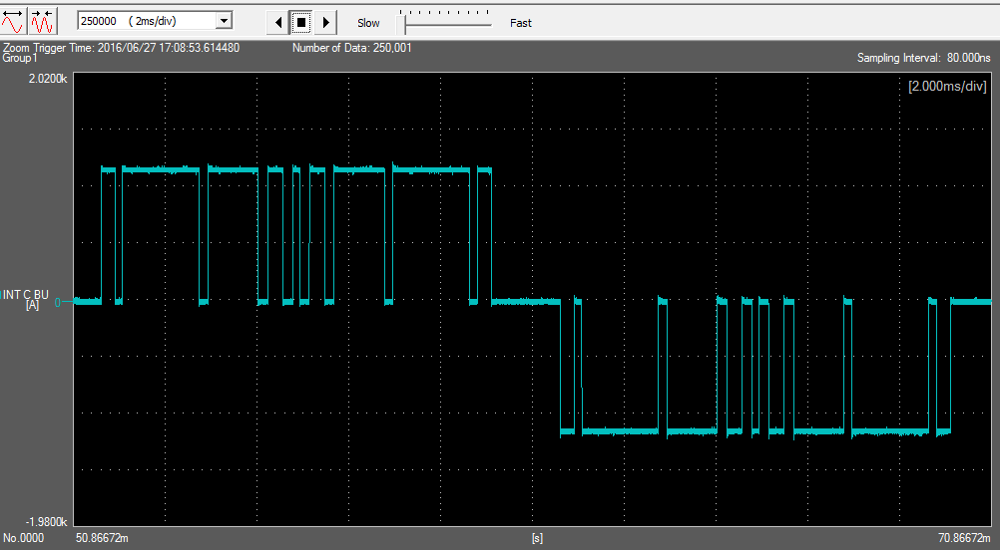 250000 ( 2ms/div)
Slow
Fast
Zoom Trigger Time: 2016/06/27 17:08:53.614480 Number of Data: 250,001
Group1 Sampling Interval: 80.000ns
2.0200k
[2.000ms/div]
INT C BU 0
[A]
-1.9800k
No.0000 50.86672m [s] 70.86672m